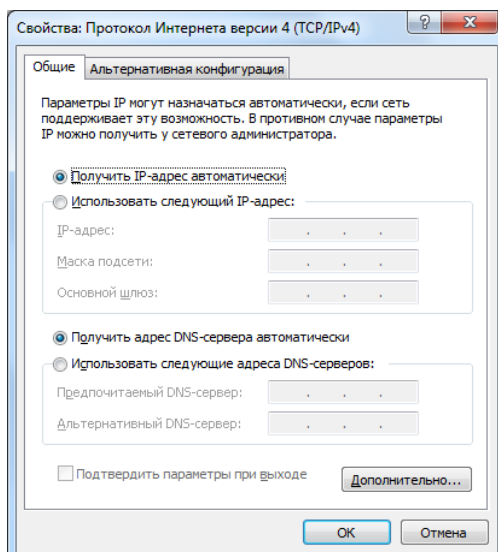 Свойства: Протокол Интернета версии 4 (TCP/IPv4)
Общие
Альтернативная конфигурация
Параметры IP могут назначаться автоматически, если сеть
поддерживает эту возможность. В противном случае параметры
IP можно получить у сетевого администратора.
Получить IP-адрес автоматически
Использовать следующий IP-адрес:
IP-адрес:
Маска подсети:
Основной шлюз:
Получить адрес DNS-сервера автоматически
Использовать следующие адреса DNS-серверов:
Предпочитаемый DNS-сервер:
Альтернативный DNS-сервер:
Подтвердить параметры при выходе
Дополнительно...
ОК
Отмена